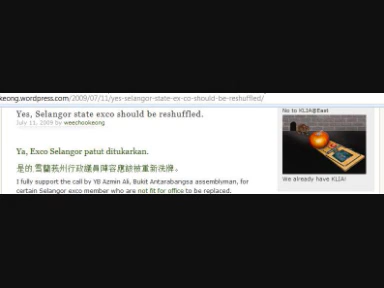 keong.wordpress.com/2009/07/11/yes-selangor-state-ex-co-should-be-reshuffled/
Yes, Selangor state exco should be reshuffled.
July 11, 2009 by weechookeong
Ya, Exco Selangor patut ditukarkan.
是的 雪蘭莪州行政議員陣容應該被重新洗牌。
I fully support the call by YB Azmin Ali, Bukit Antarabangsa assemblyman, for
certain Selangor exco member who are not fit for office to be replaced.
No to KLIA@East
We already have KLIA!